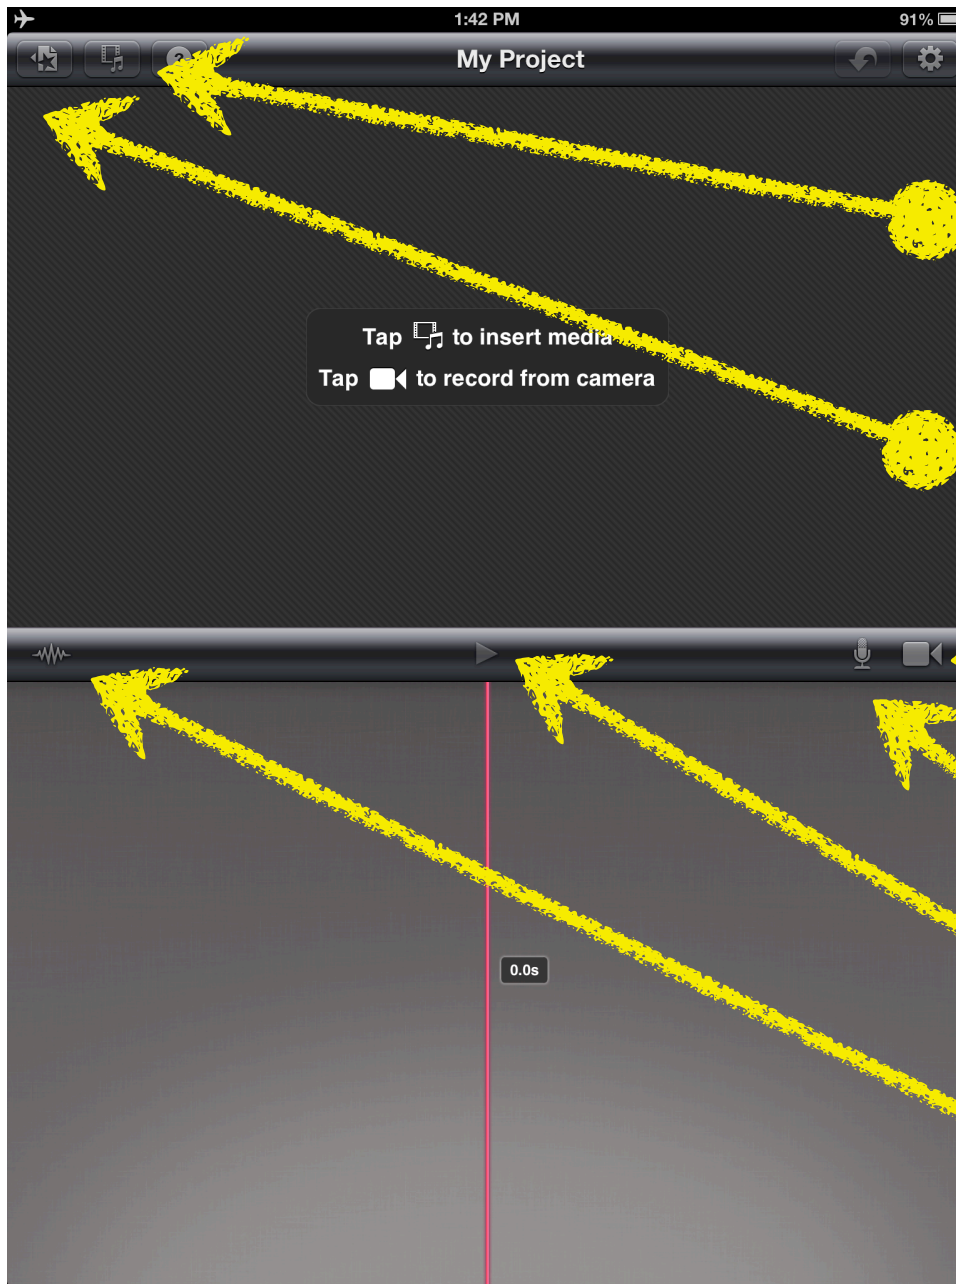 1:42 PM
91%
?
My Project
Tap to insert media
Tap to record from camera
0.0s